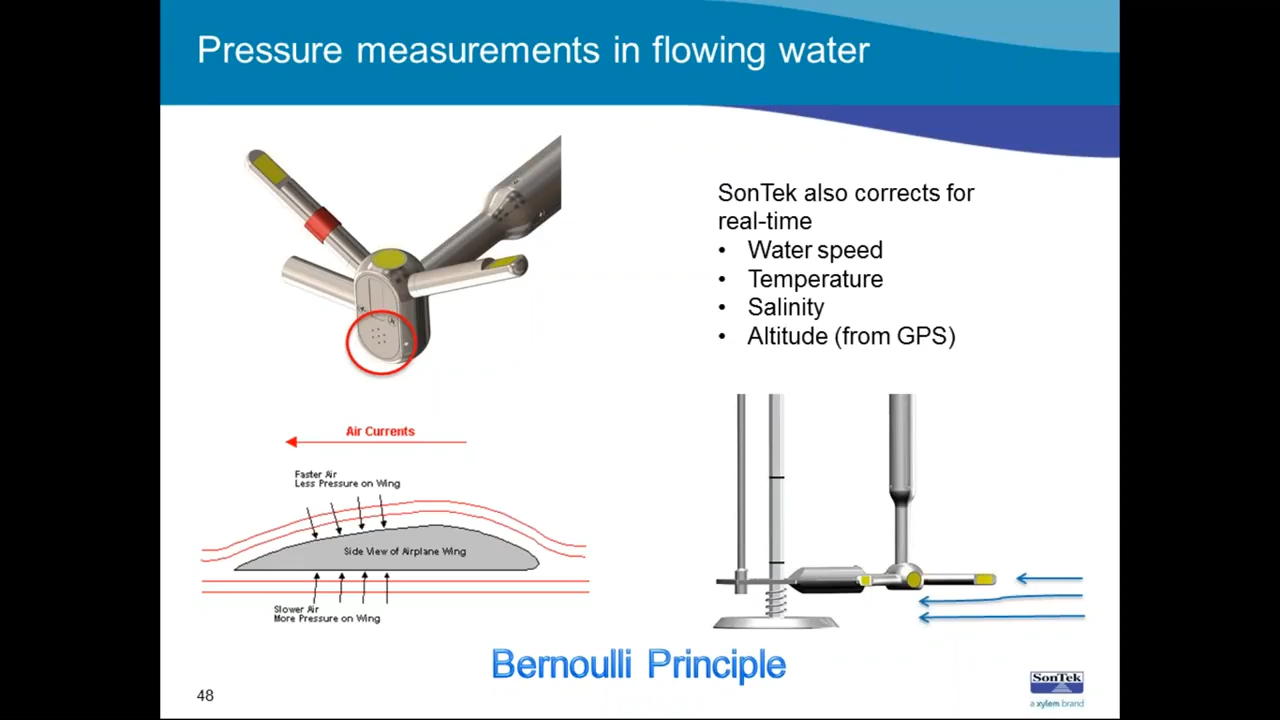 Pressure measurements in flowing water
SonTek also corrects for
real-time
• Water speed
• Temperature
• Salinity
• Altitude (from GPS)
Air Currents
Faster Air
Less Pressure on Wing
Side View of Airplane Wing
Slower Air
More Pressure on Wing
Bernoulli Principle
48
SonTek
a xylem brand